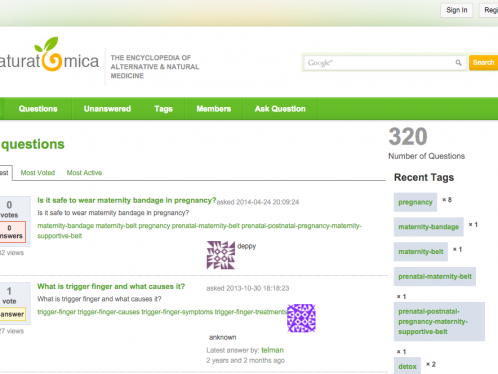 Sign In
Regi
aturatomica
THE ENCYCLOPEDIA OF
ALTERNATIVE & NATURAL
MEDICINE
Google™
Search
Questions Unanswered Tags Members Ask Question
questions
320
Number of Questions
est Most Voted Most Active
Recent Tags
0
votes
0
nswers
32 views
Is it safe to wear maternity bandage in pregnancy? asked 2014-04-24 20:09:24
Is it safe to wear maternity bandage in pregnancy?
maternity-bandage maternity-belt pregnancy prenatal-maternity-belt prenatal-postnatal-pregnancy-maternity-
supportive-belt
deppy
pregnancy × 8
maternity-bandage × 1
maternity-belt × 1
prenatal-maternity-belt
× 1
prenatal-postnatal-
pregnancy-maternity-
supportive-belt
× 1
detox × 2
1
vote
answer
27 views
What is trigger finger and what causes it? asked 2013-10-30 18:18:23
What is trigger finger and what causes it?
trigger-finger trigger-finger-causes trigger-finger-symptoms trigger-finger-treatments
anknown
Latest answer by: telman
2 years and 2 months ago